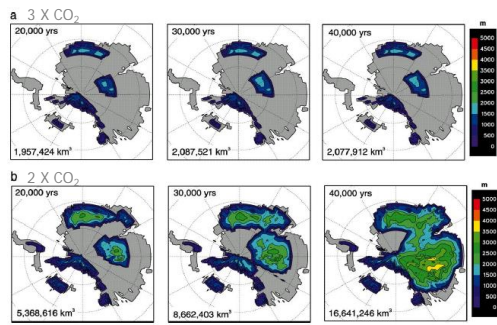 a 3 X CO₂
20,000 yrs
30,000 yrs
40,000 yrs
1,957,424 km³
2,087,521 km³
2,077,912 km³
m
5000
4500
4000
3500
3000
2500
2000
1500
1000
500
0
b 2 X CO₂
20,000 yrs
30,000 yrs
40,000 yrs
5,368,616 km³
8,662,403 km³
16,641,246 km³
m
5000
4500
4000
3500
3000
2500
2000
1500
1000
500
0